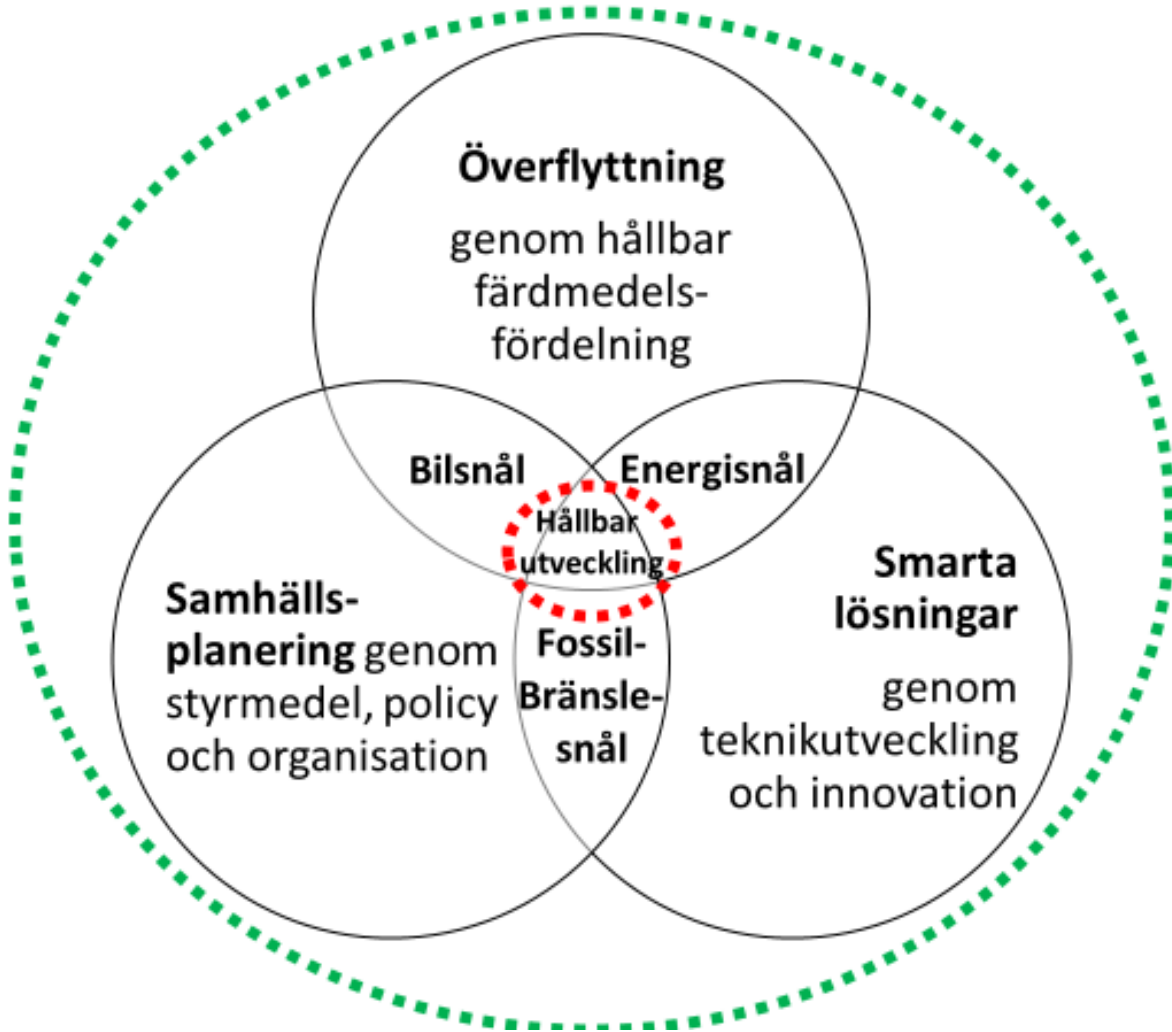 Överflyttning
genom hållbar
färdmedels-
fördelning
Bilsnål
Energisnål
Hållbar
utveckling
Samhälls-
planering genom
styrmedel, policy
och organisation
Fossil-
Bränsle-
snål
Smarta
lösningar
genom
teknikutveckling
och innovation